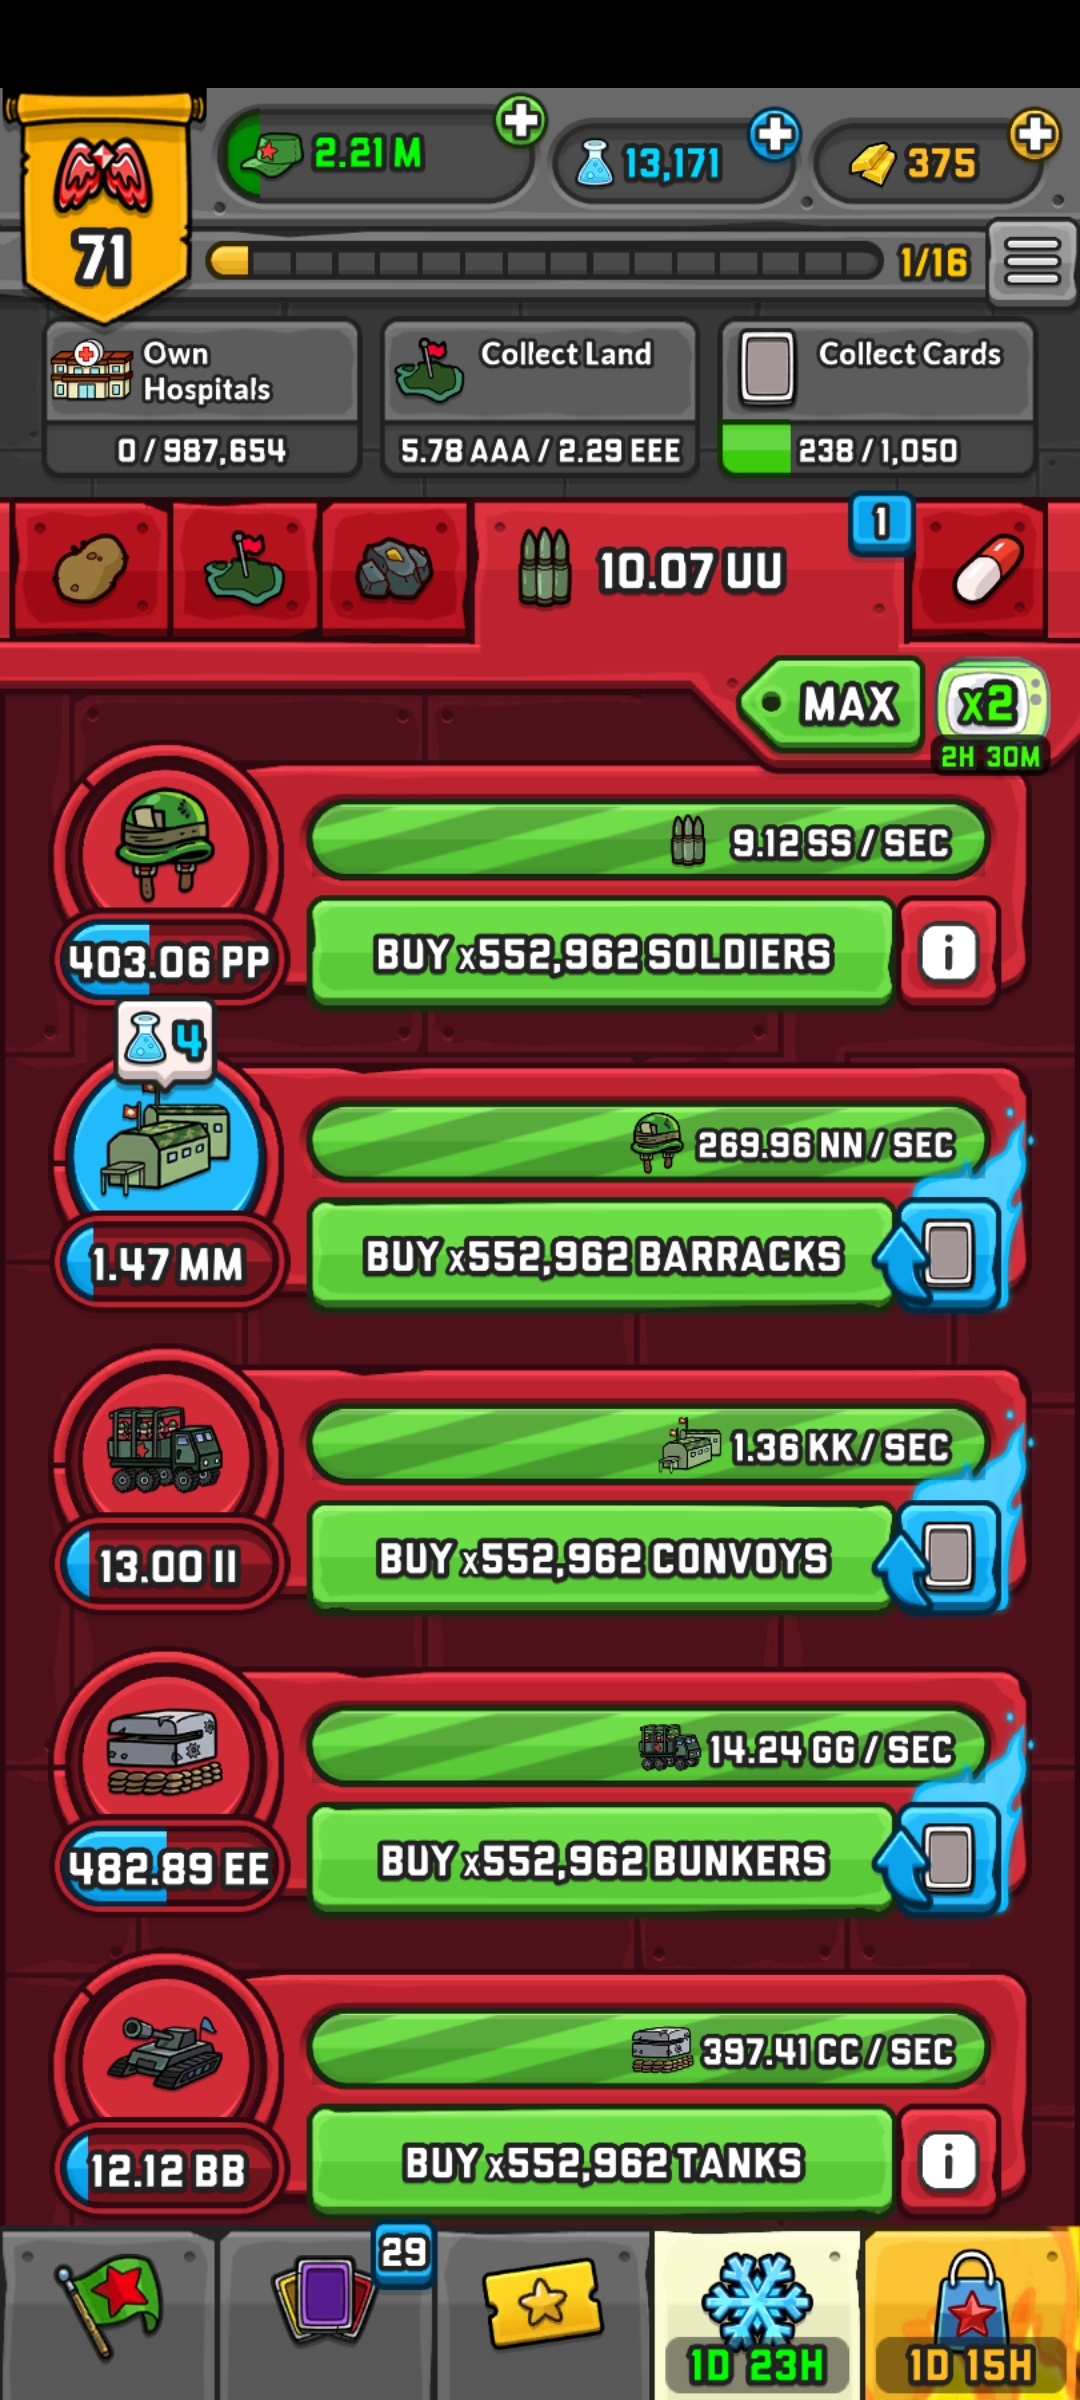 2.21 M
13,171
375
71
1/16
Own
Hospitals
0 / 987,654
Collect Land
5.78 AAA / 2.29 EEE
Collect Cards
238 / 1,050
10.07 UU
1
MAX
x2
2H 30M
9.12 SS / SEC
403.06 PP
BUY x552,962 SOLDIERS
i
4
269.96 NN / SEC
1.47 MM
BUY x552,962 BARRACKS
1.36 KK / SEC
13.00 II
BUY x552,962 CONVOYS
14.24 GG / SEC
482.89 EE
BUY x552,962 BUNKERS
397.41 CC / SEC
12.12 BB
BUY x552,962 TANKS
i
29
1D 23H
1D 15H